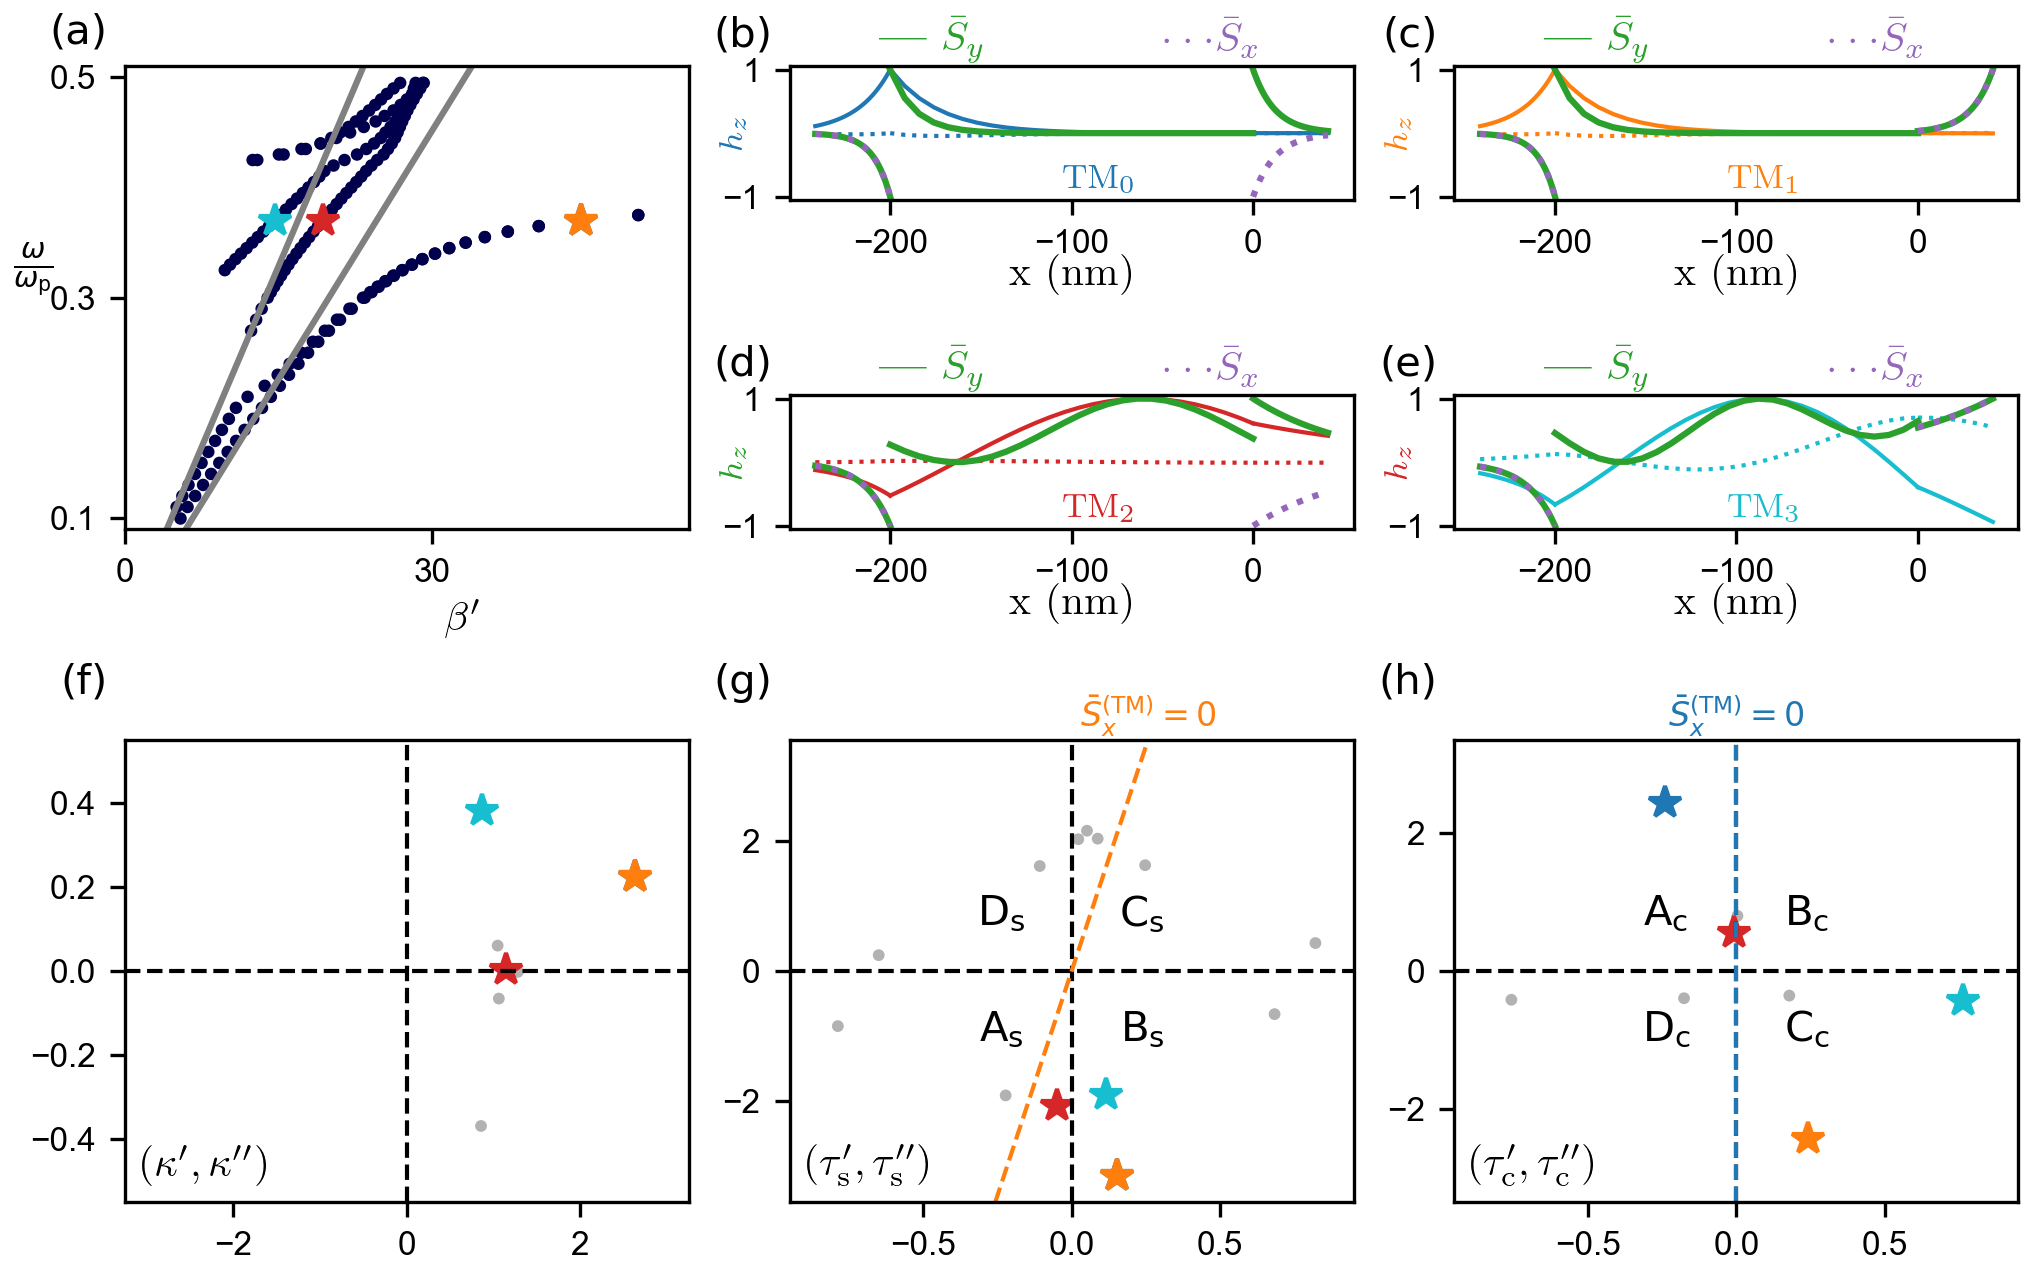 (a)
0.5
0.3
0.1
ω/ωₚ
0 30
β′
(b)
S̄_y S̄_x
1
−1
h_z
TM₀
−200 −100 0
x (nm)
(c)
S̄_y S̄_x
1
−1
h_z
TM₁
−200 −100 0
x (nm)
(d)
S̄_y S̄_x
1
−1
h_z
TM₂
−200 −100 0
x (nm)
(e)
S̄_y S̄_x
1
−1
h_z
TM₃
−200 −100 0
x (nm)
(f)
0.4
0.2
0.0
−0.2
−0.4
(κ′, κ″)
−2 0 2
(g)
S̄_x^(TM) = 0
2
0
−2
D_s C_s
A_s B_s
(τ′_s, τ″_s)
−0.5 0.0 0.5
(h)
S̄_x^(TM) = 0
2
0
−2
A_c B_c
D_c C_c
(τ′_c, τ″_c)
−0.5 0.0 0.5